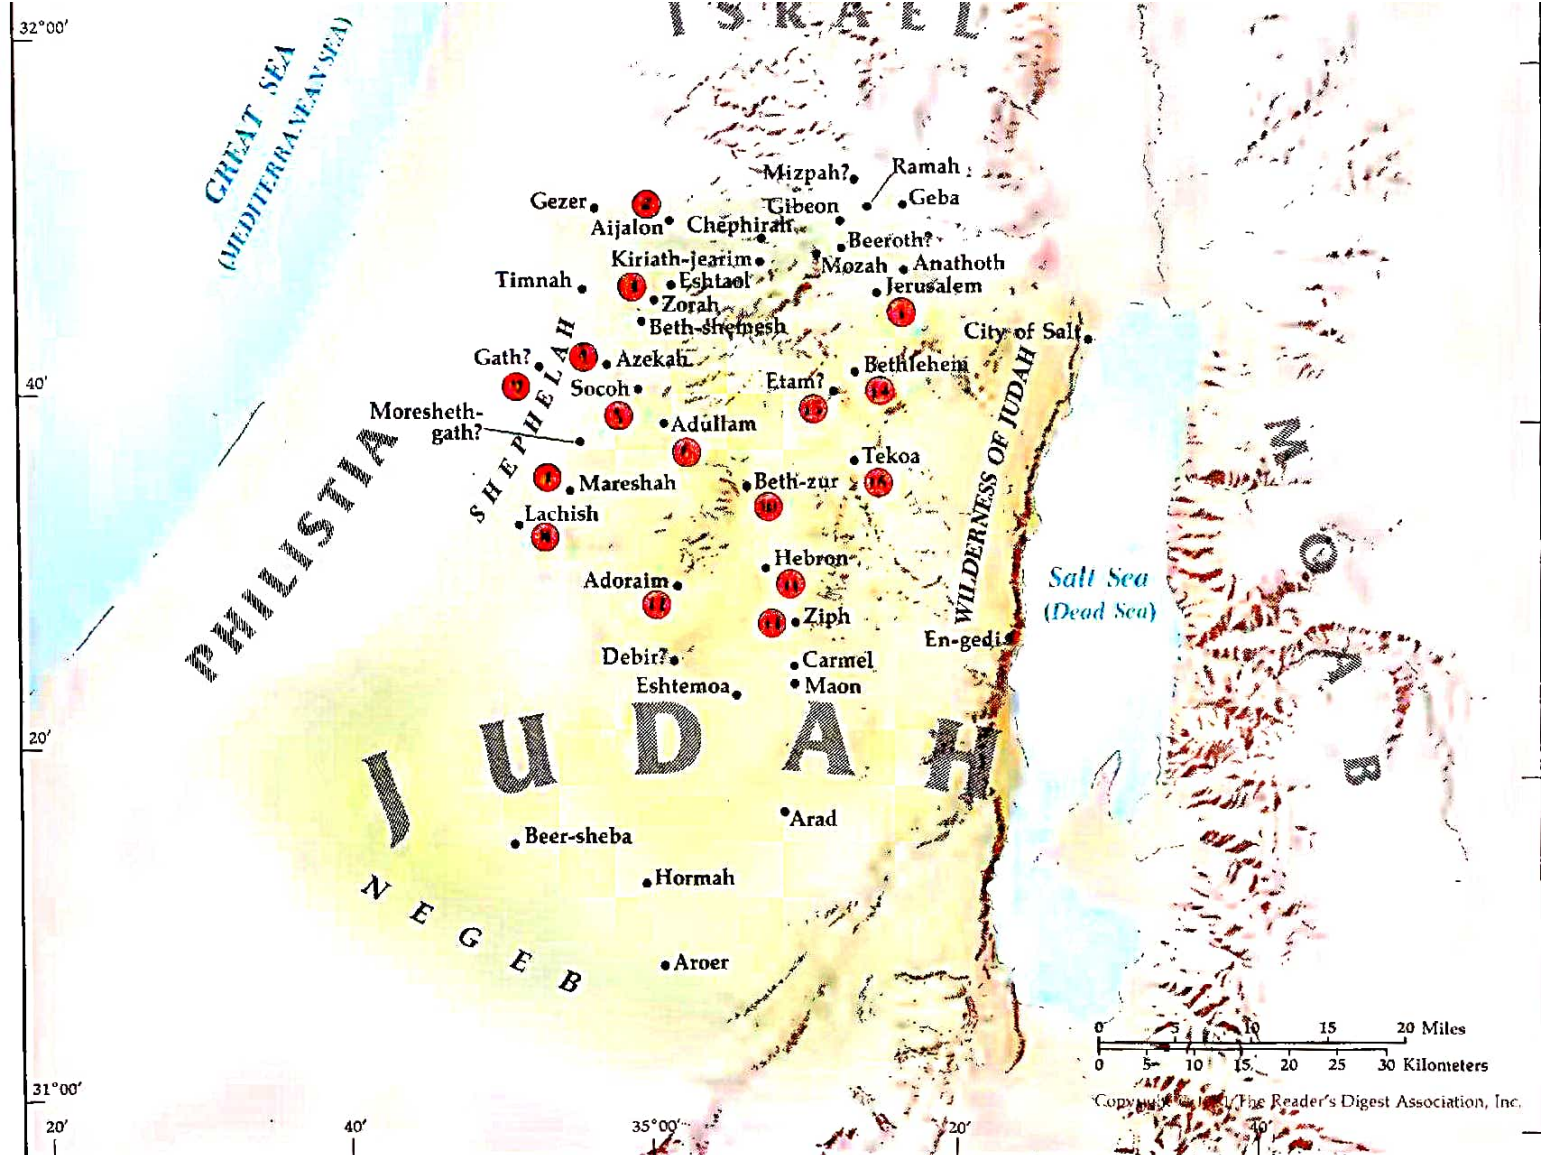 32°00′
ISRAEL
GREAT SEA
(MEDITERRANEAN SEA)
Mizpah?
Ramah
Gezer
Gibeon
Geba
Aijalon
Chephirah
Beeroth?
Kiriath-jearim
Mozah
Anathoth
Timnah
Eshtaol
Jerusalem
Zorah
Beth-shemesh
City of Salt
Gath?
Azekah
Bethlehem
40′
Socoh
Etam?
SHEPHELAH
Moresheth-
gath?
Adullam
WILDERNESS OF JUDAH
PHILISTIA
MOAB
Tekoa
Mareshah
Beth-zur
10
Lachish
Hebron
Adoraim
Salt Sea
(Dead Sea)
Ziph
En-gedi
Debir?
Carmel
Eshtemoa
Maon
JUDAH
20′
Arad
Beer-sheba
Hormah
NEGEB
Aroer
0 5 10 15 20 Miles
0 5 10 15 20 25 30 Kilometers
The Reader's Digest Association, Inc.
31°00′
20′ 40′ 35°00′ 20′ 40′